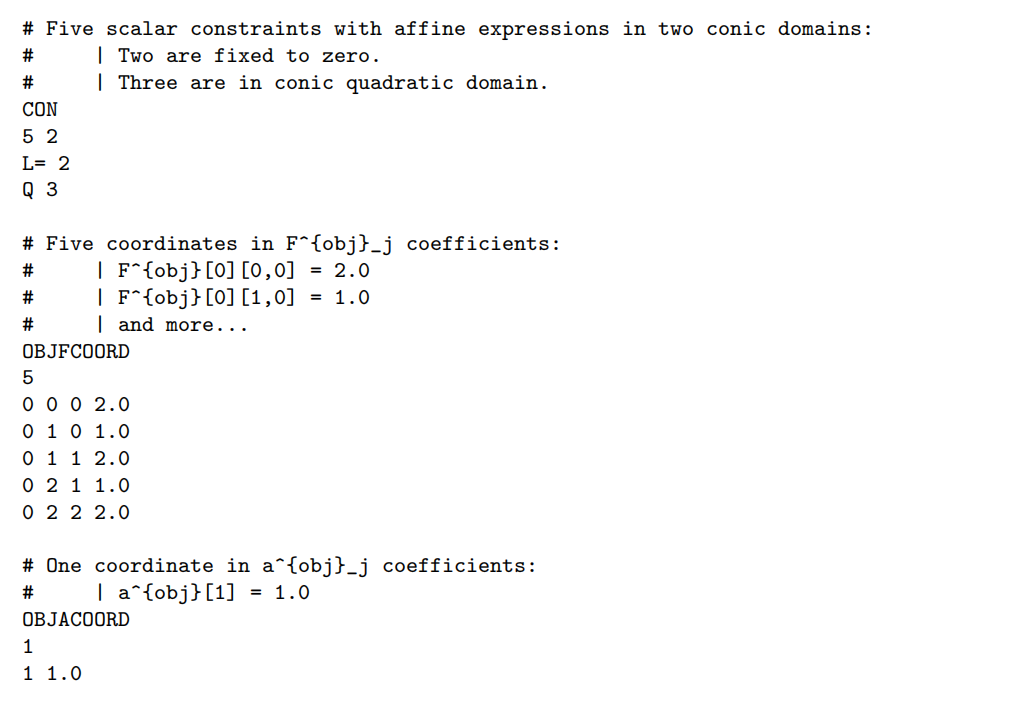 # Five scalar constraints with affine expressions in two conic domains:
#     | Two are fixed to zero.
#     | Three are in conic quadratic domain.
CON
5 2
L= 2
Q 3

# Five coordinates in F^{obj}_j coefficients:
#     | F^{obj}[0][0,0] = 2.0
#     | F^{obj}[0][1,0] = 1.0
#     | and more...
OBJFCOORD
5
0 0 0 2.0
0 1 0 1.0
0 1 1 2.0
0 2 1 1.0
0 2 2 2.0

# One coordinate in a^{obj}_j coefficients:
#     | a^{obj}[1] = 1.0
OBJACOORD
1
1 1.0